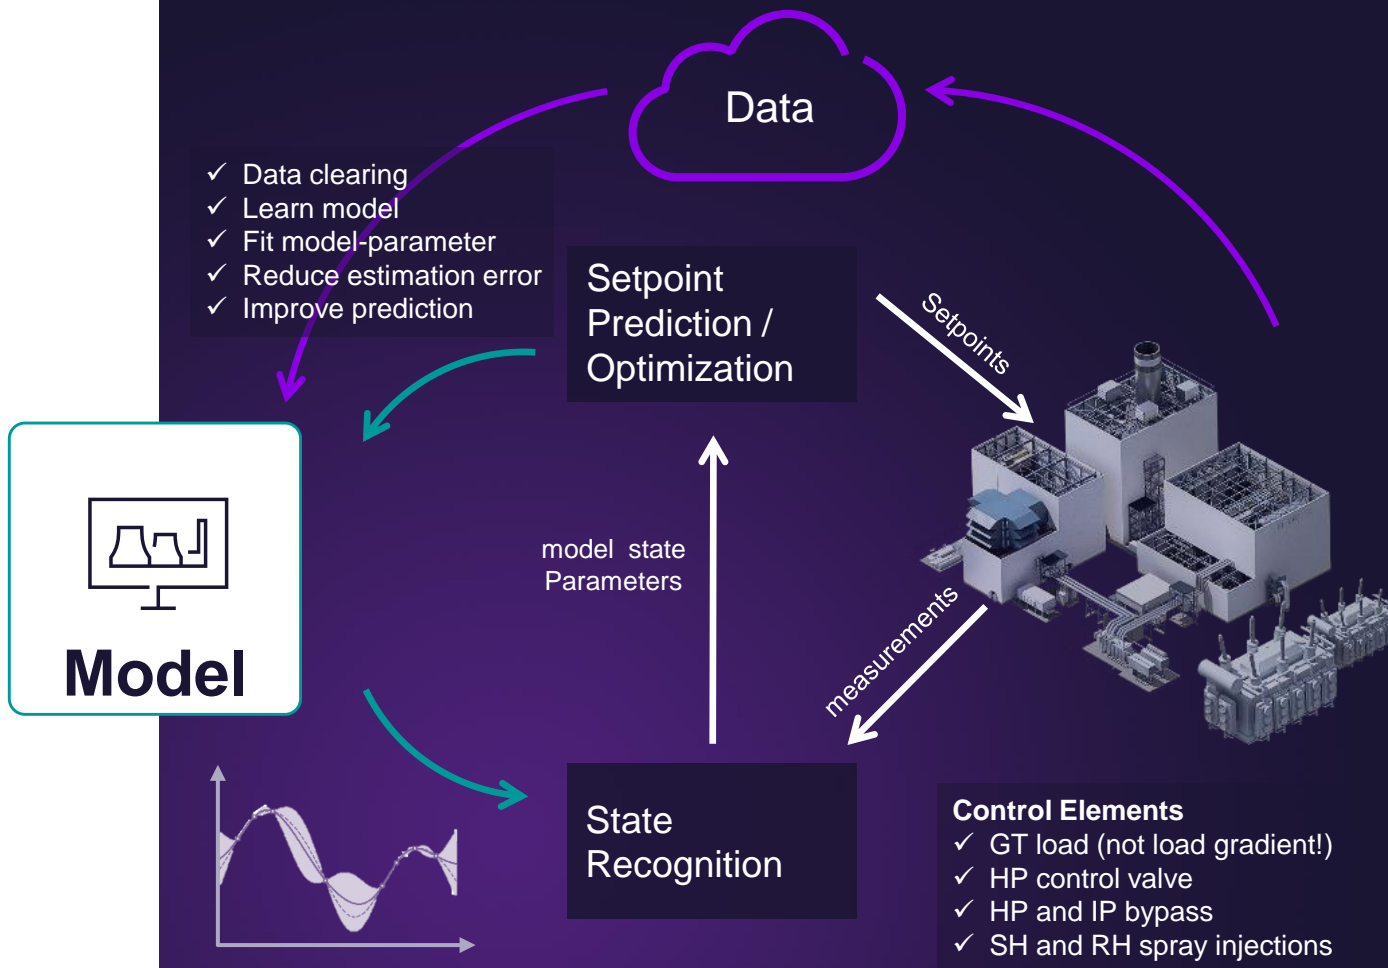 Data
✓ Data clearing
✓ Learn model
✓ Fit model-parameter
✓ Reduce estimation error
✓ Improve prediction
Setpoint
Prediction /
Optimization
Setpoints
model state
Parameters
measurements
Model
State
Recognition
Control Elements
✓ GT load (not load gradient!)
✓ HP control valve
✓ HP and IP bypass
✓ SH and RH spray injections